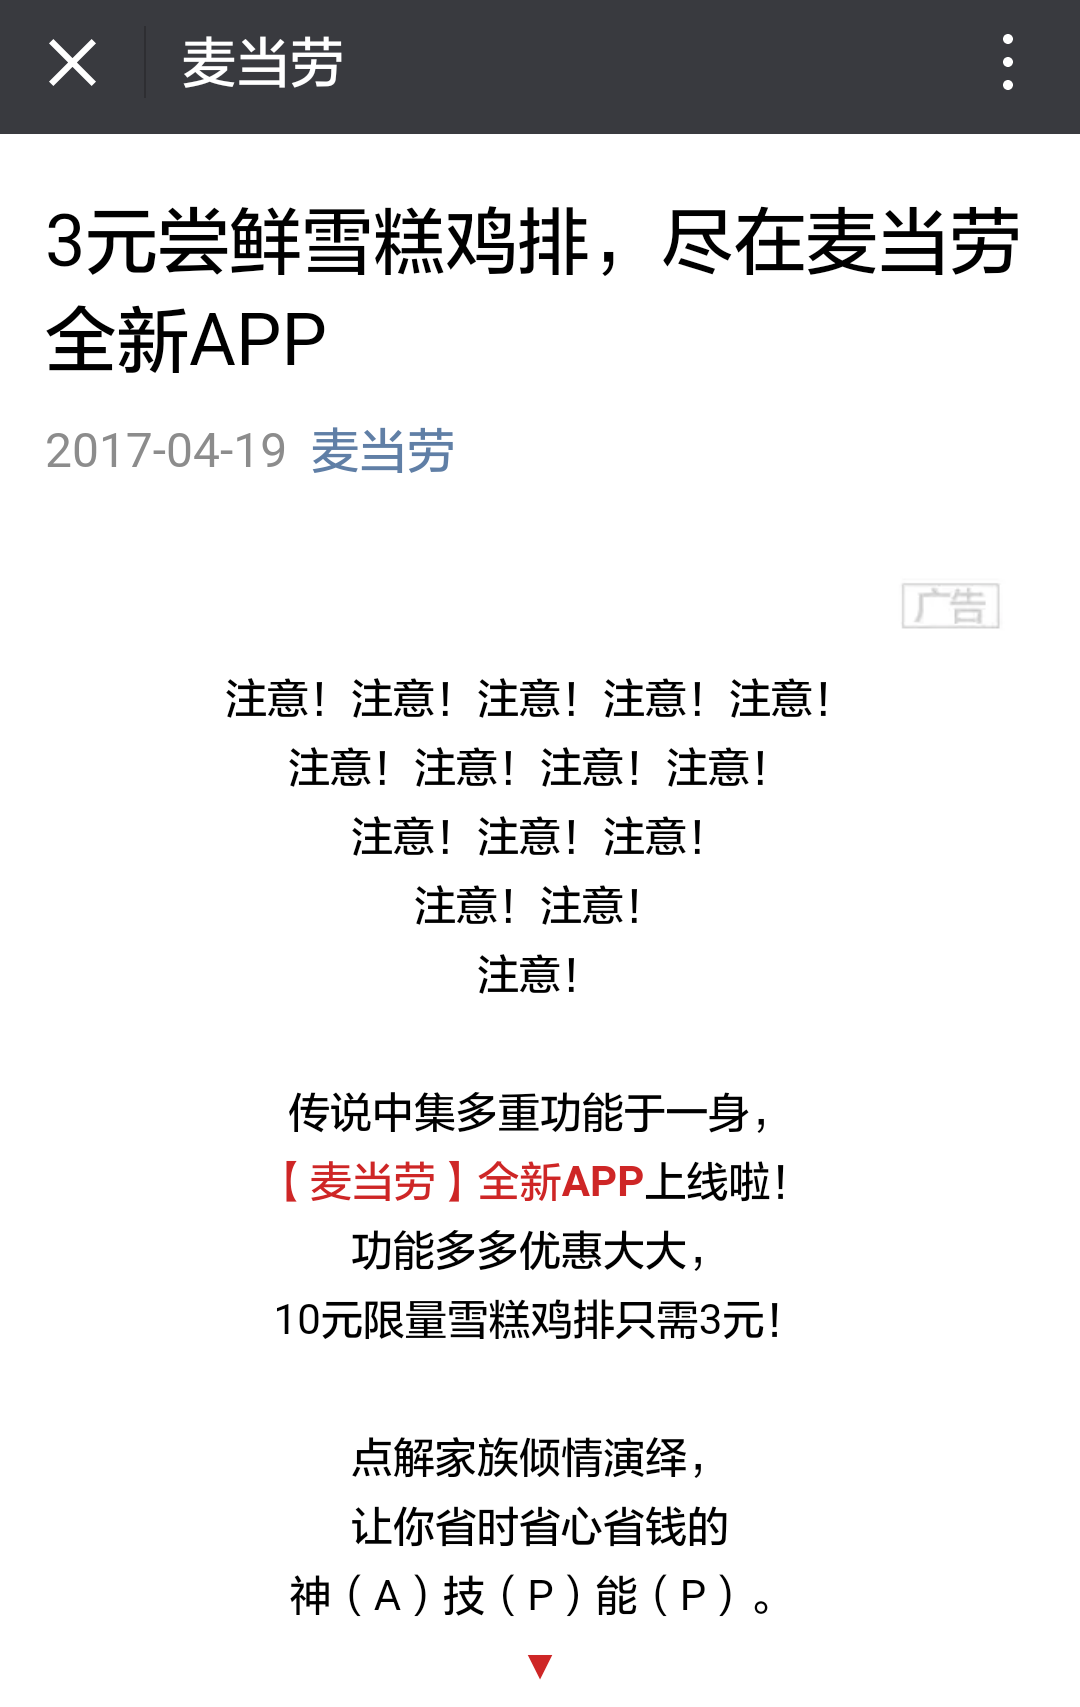 麦当劳
3元尝鲜雪糕鸡排，尽在麦当劳
全新APP
2017-04-19 麦当劳
广告
注意！注意！注意！注意！注意！
注意！注意！注意！注意！
注意！注意！注意！
注意！注意！
注意！
传说中集多重功能于一身，
【麦当劳】全新APP上线啦！
功能多多优惠大大，
10元限量雪糕鸡排只需3元！
点解家族倾情演绎，
让你省时省心省钱的
神（A）技（P）能（P）。